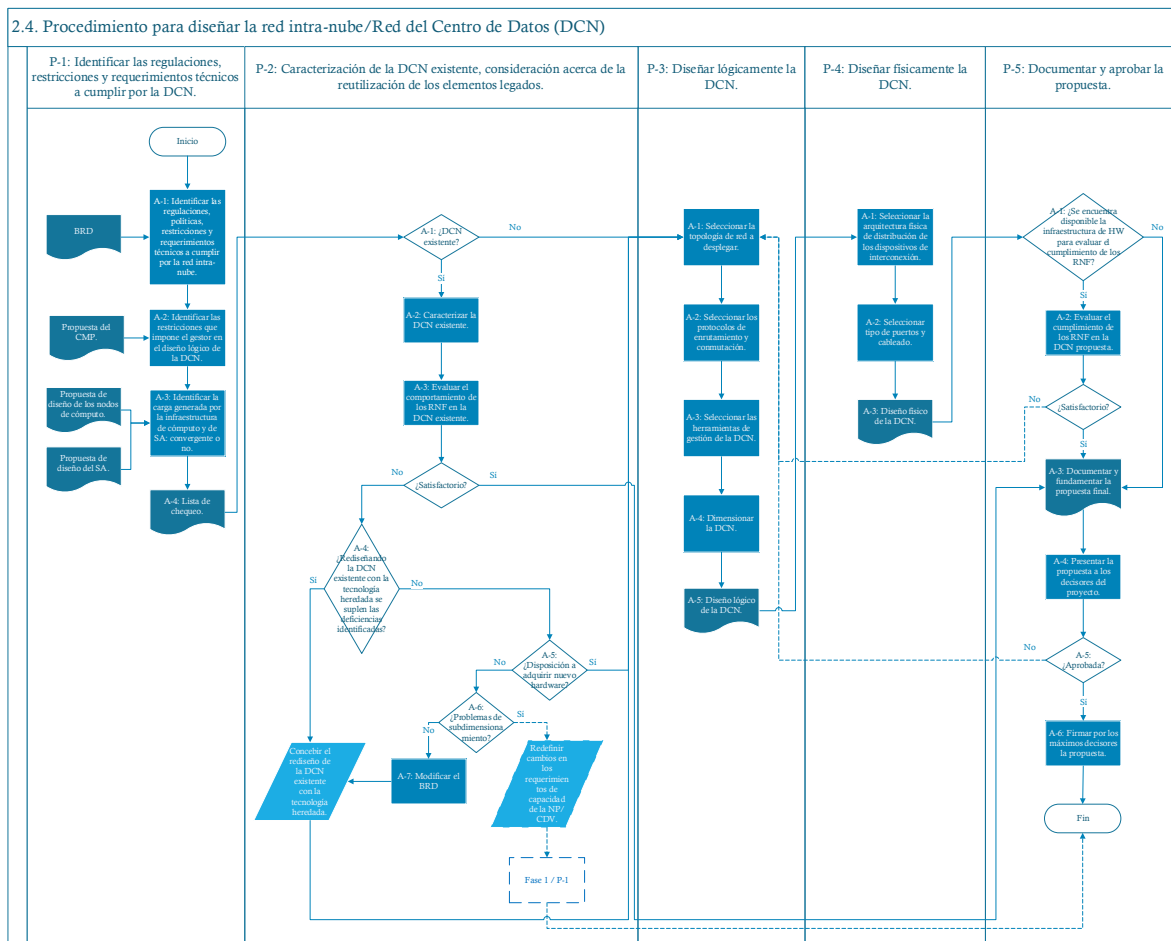 2.4. Procedimiento para diseñar la red intra-nube/Red del Centro de Datos (DCN)
P-1: Identificar las regulaciones,
restricciones y requerimientos técnicos
a cumplir por la DCN.
P-2: Caracterización de la DCN existente, consideración acerca de la
reutilización de los elementos legados.
P-3: Diseñar lógicamente la
DCN.
P-4: Diseñar físicamente la
DCN.
P-5: Documentar y aprobar la
propuesta.
Inicio
BRD
A-1: Identificar las
regulaciones,
políticas,
restricciones y
requerimientos
técnicos a cumplir
por la red intra-
nube.
Propuesta del
CMP.
A-2: Identificar las
restricciones que
impone el gestor en
el diseño lógico de
la DCN.
Propuesta de
diseño de los nodos
de cómputo.
Propuesta de
diseño del SA.
A-3: Identificar la
carga generada por
la infraestructura
de cómputo y de
SA: convergente o
no.
A-4: Lista de
chequeo.
A-1: ¿DCN
existente?
No
Sí
A-2: Caracterizar la
DCN existente.
A-3: Evaluar el
comportamiento de
los RNF en la
DCN existente.
No
¿Satisfactorio?
Sí
A-4:
¿Rediseñando
la DCN
existente con la
tecnología
heredada se
suplen las
deficiencias
identificadas?
Sí
No
A-5:
¿Disposición a
adquirir nuevo
hardware?
No
Sí
A-6:
¿Problemas de
subdimensiona
miento?
No
Sí
Concebir el
rediseño de
la DCN
existente
con la
tecnología
heredada.
A-7: Modificar el
BRD
Redefinir
cambios en
los
requerimie
ntos de
capacidad
de la NP/
CDV.
Fase 1 / P-1
A-1: Seleccionar la
topología de red a
desplegar.
A-2: Seleccionar los
protocolos de
enrutamiento y
conmutación.
A-3: Seleccionar las
herramientas de
gestión de la DCN.
A-4: Dimensionar
la DCN.
A-5: Diseño lógico
de la DCN.
A-1: Seleccionar la
arquitectura física
de distribución de
los dispositivos de
interconexión.
A-2: Seleccionar
tipo de puertos y
cableado.
A-3: Diseño físico
de la DCN.
A-1: ¿Se encuentra
disponible la
infraestructura de HW
para evaluar el
cumplimiento de los
RNF?
No
Sí
A-2: Evaluar el
cumplimiento de
los RNF en la
DCN propuesta.
No
¿Satisfactorio?
Sí
A-3: Documentar y
fundamentar la
propuesta final.
A-4: Presentar la
propuesta a los
decisores del
proyecto.
No
A-5:
¿Aprobada?
Sí
A-6: Firmar por los
máximos decisores
la propuesta.
Fin